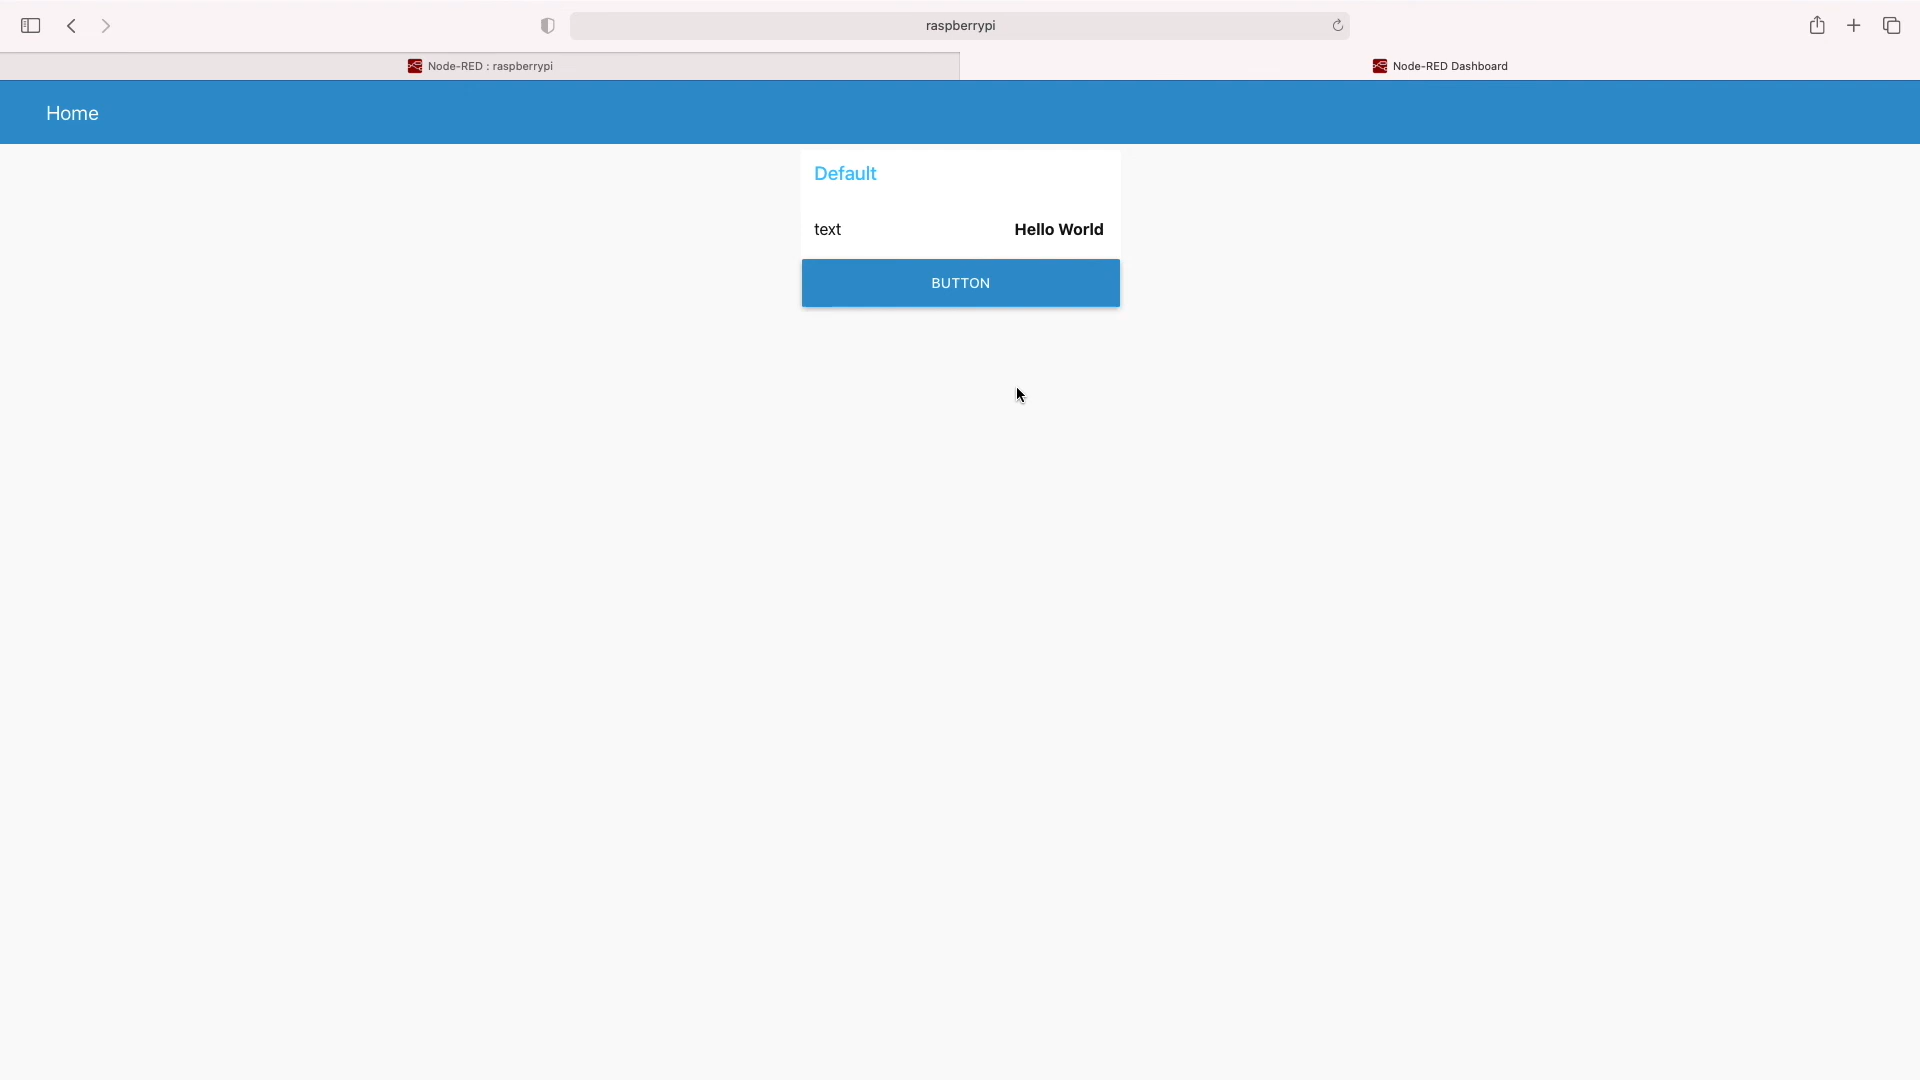 raspberrypi
Node-RED : raspberrypi
Node-RED Dashboard
Home
Default
text Hello World
BUTTON